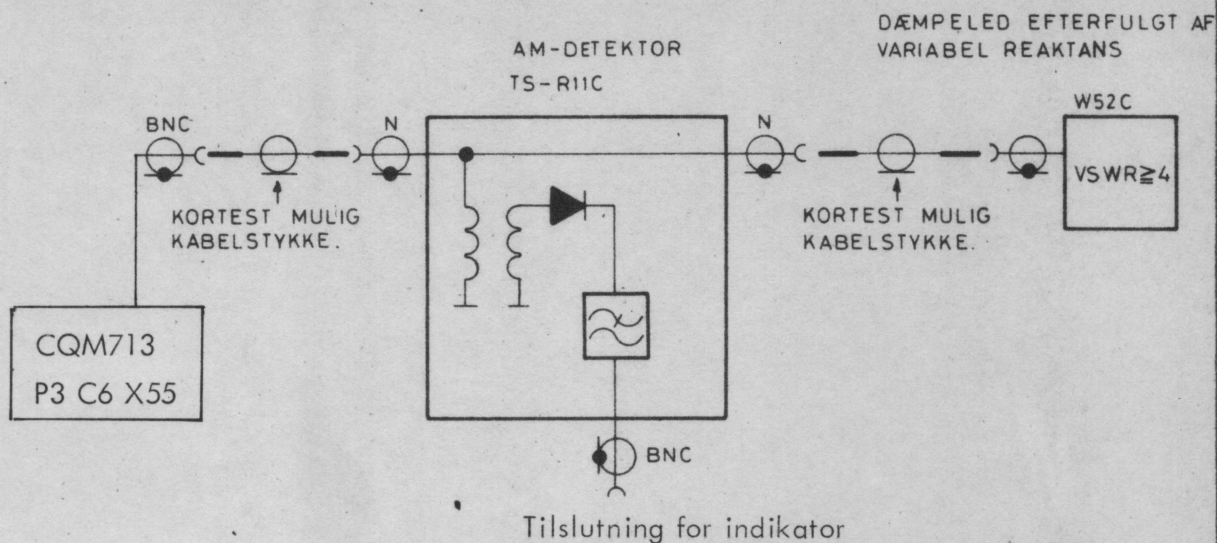 DÆMPELED EFTERFULGT AF
VARIABEL REAKTANS
AM-DETEKTOR
TS-R11C
W52C
BNC
N
N
VSWR≧4
KORTEST MULIG
KABELSTYKKE.
KORTEST MULIG
KABELSTYKKE.
CQM713
P3 C6 X55
BNC
Tilslutning for indikator